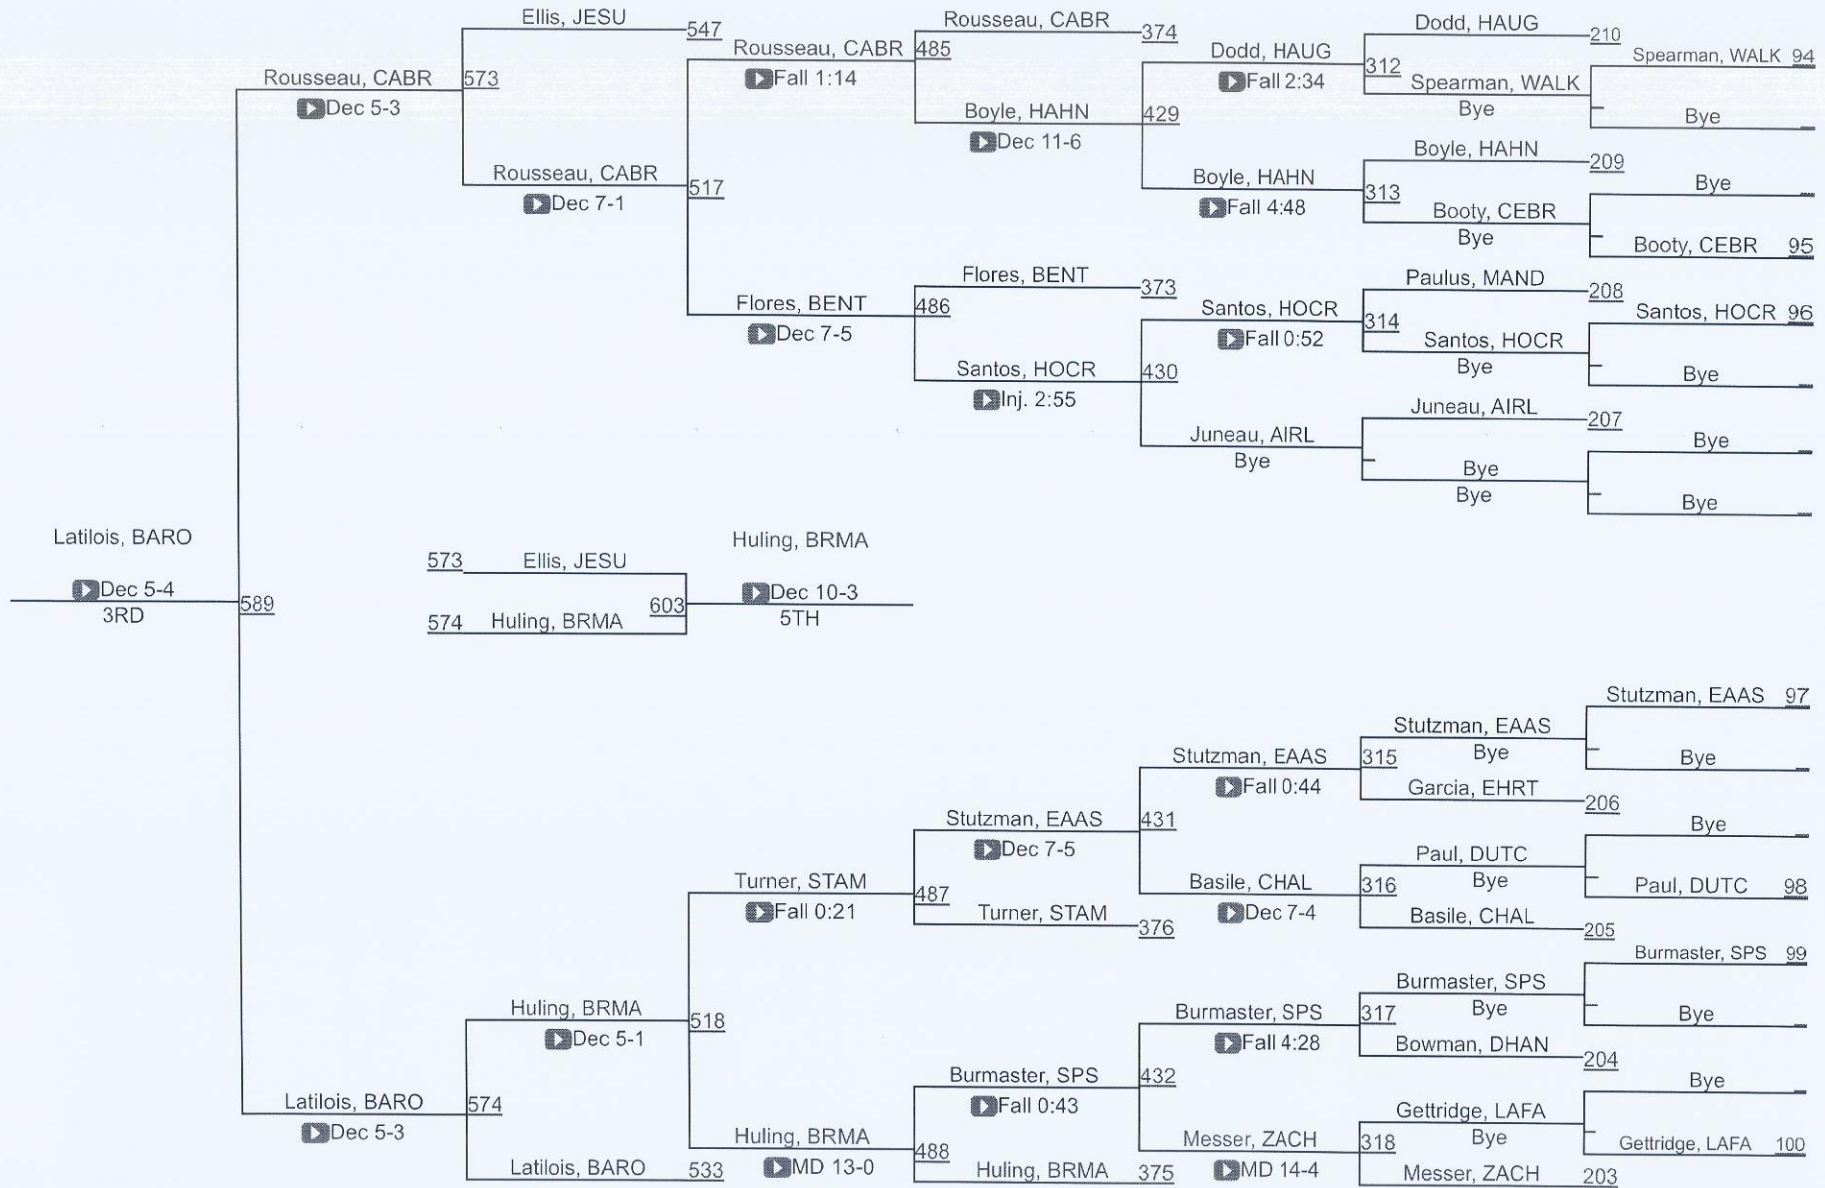 Ellis, JESU
547
Rousseau, CABR
573
Dec 5-3
Rousseau, CABR
517
Dec 7-1
Rousseau, CABR
485
Fall 1:14
Flores, BENT
486
Dec 7-5
Rousseau, CABR
374
Boyle, HAHN
429
Dec 11-6
Flores, BENT
373
Santos, HOCR
430
Inj. 2:55
Dodd, HAUG
312
Fall 2:34
Boyle, HAHN
313
Fall 4:48
Santos, HOCR
314
Fall 0:52
Juneau, AIRL
Bye
Dodd, HAUG
210
Spearman, WALK
Bye
Boyle, HAHN
209
Booty, CEBR
Bye
Paulus, MAND
208
Santos, HOCR
Bye
Juneau, AIRL
207
Bye
Bye
Spearman, WALK 94
Bye
Bye
Booty, CEBR 95
Santos, HOCR 96
Bye
Bye
Bye
Latilois, BARO
Dec 5-4
3RD
589
573 Ellis, JESU
574 Huling, BRMA
603
Huling, BRMA
Dec 10-3
5TH
Latilois, BARO
574
Dec 5-3
Huling, BRMA
518
Dec 5-1
Latilois, BARO
533
Turner, STAM
487
Fall 0:21
Huling, BRMA
488
MD 13-0
Stutzman, EAAS
431
Dec 7-5
Turner, STAM
376
Burmaster, SPS
432
Fall 0:43
Huling, BRMA
375
Stutzman, EAAS
315
Fall 0:44
Basile, CHAL
316
Dec 7-4
Burmaster, SPS
317
Fall 4:28
Messer, ZACH
318
MD 14-4
Stutzman, EAAS
Bye
Garcia, EHRT
206
Paul, DUTC
Bye
Basile, CHAL
205
Burmaster, SPS
Bye
Bowman, DHAN
204
Gettridge, LAFA
Bye
Messer, ZACH
203
Stutzman, EAAS 97
Bye
Bye
Paul, DUTC 98
Burmaster, SPS 99
Bye
Bye
Gettridge, LAFA 100